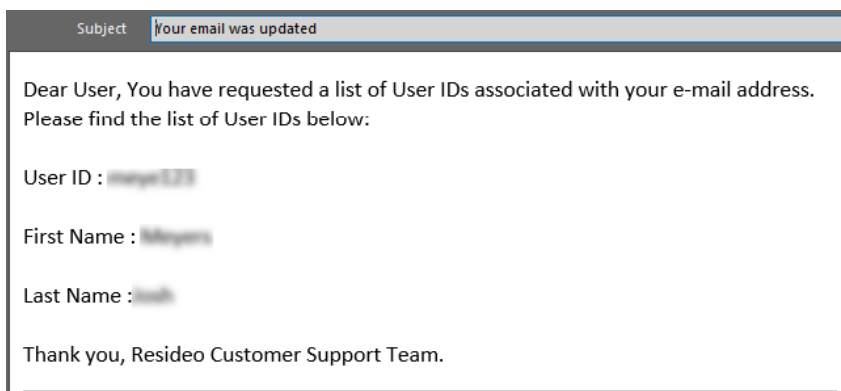 Subject Your email was updated
Dear User, You have requested a list of User IDs associated with your e-mail address.
Please find the list of User IDs below:
User ID :
First Name :
Last Name :
Thank you, Resideo Customer Support Team.